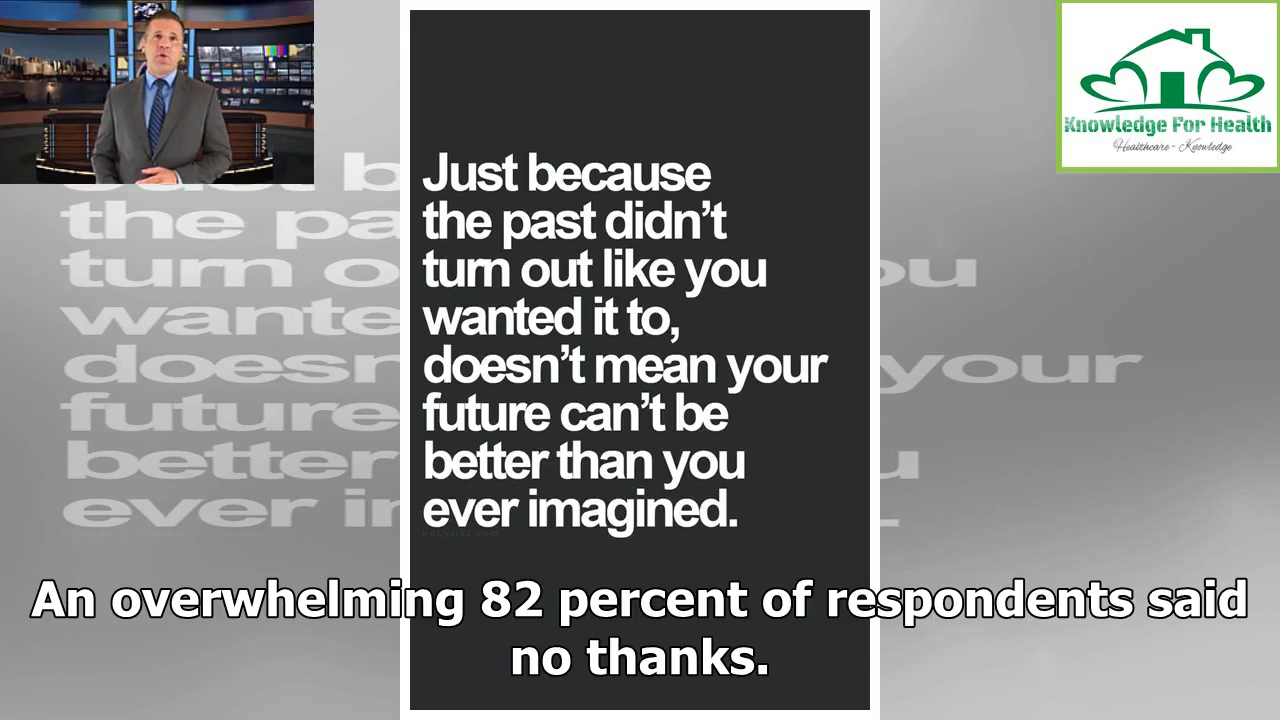 Knowledge For Health
Healthcare - Knowledge
Just because
the past didn't
turn out like you
wanted it to,
doesn't mean your
future can't be
better than you
ever imagined.
An overwhelming 82 percent of respondents said
no thanks.